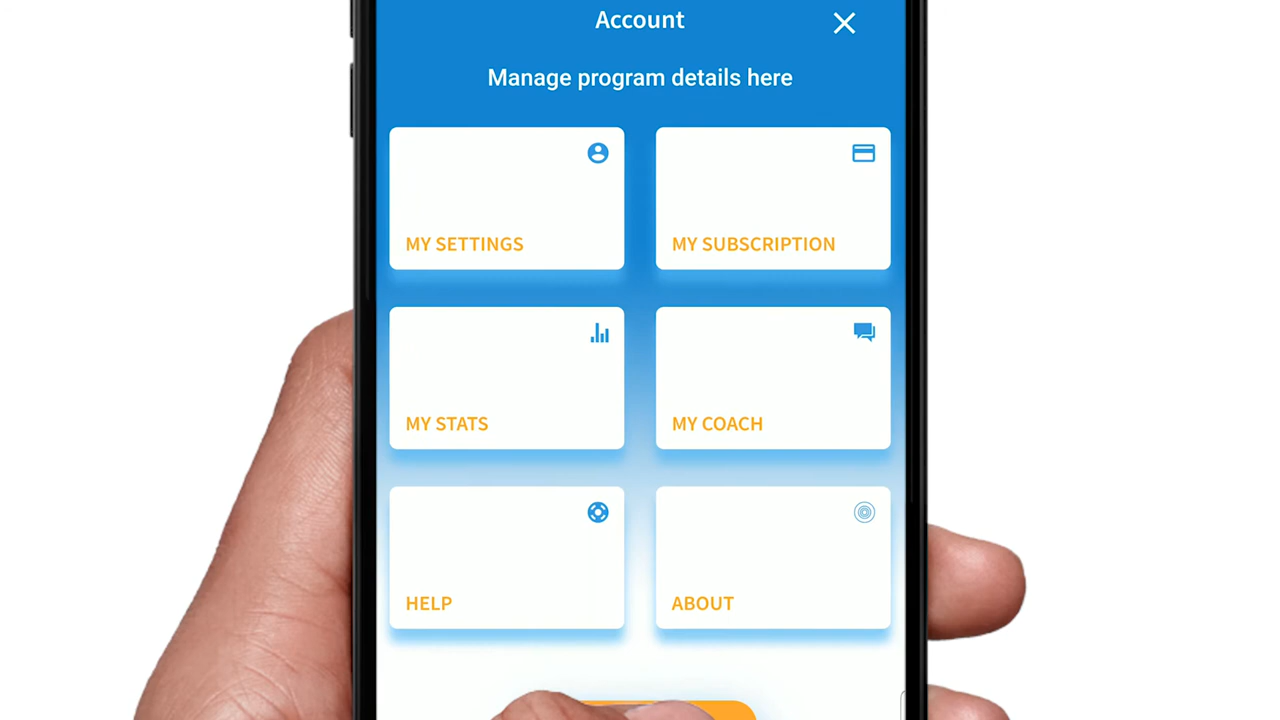 Account
Manage program details here
MY SETTINGS
MY SUBSCRIPTION
MY STATS
MY COACH
HELP
ABOUT